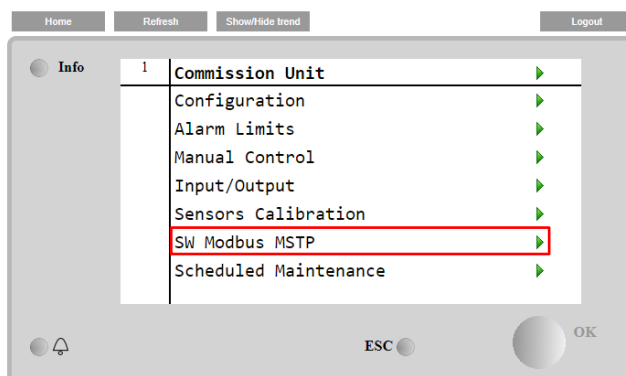 Home Refresh Show/Hide trend Logout
Info 1 Commission Unit
Configuration
Alarm Limits
Manual Control
Input/Output
Sensors Calibration
SW Modbus MSTP
Scheduled Maintenance
ESC OK